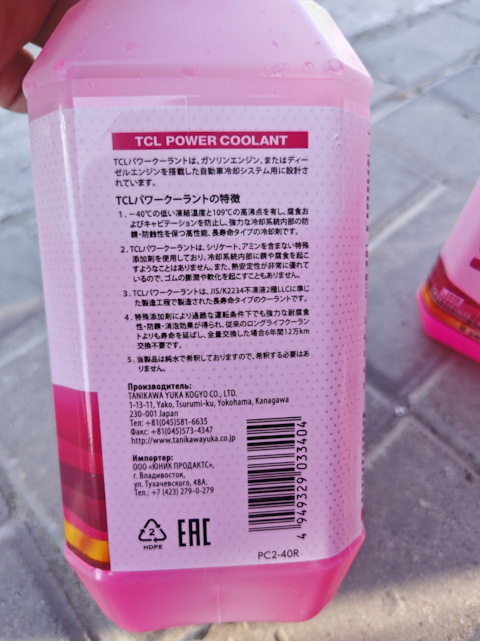 TCL POWER COOLANT
TCLパワークーラントは、ガソリンエンジン、またはディー
ゼルエンジンを搭載した自動車冷却システム用に設計さ
れています。
TCLパワークーラントの特徴
1. －40℃の低い凍結温度と109℃の高沸点を有し、腐食お
よびキャビテーションを防止し、強力な冷却系統内部の防
錆・防蝕性を保つ高性能、長寿命タイプの冷却剤です。
2. TCLパワークーラントは、シリケート、アミンを含まない特殊
添加剤を使用しており、冷却系統内部に錆や腐食を起こ
すようなことはありません。また、熱安定性が非常に優れて
いるので、ゴムの膨潤や軟化を起こすこともありません。
3. TCLパワークーラントは、JIS/K2234不凍液2種LLCに準じ
た製造工程で製造された長寿命タイプのクーラントです。
4. 特殊添加剤により過酷な運転条件下でも強力な耐腐食
性・防錆・消泡効果が得られ、従来のロングライフクーラン
トよりも寿命を延ばし、全量交換した場合6年間12万km
交換不要です。
5. 当製品は純水で希釈しておりますので、希釈する必要はあ
りません。
Производитель:
TANIKAWA YUKA KOGYO CO., LTD.
1-13-11, Yako, Tsurumi-ku, Yokohama, Kanagawa
230-001 Japan
Тел: +81(045)581-6635
Факс: +81(045)573-4347
http://www.tanikawayuka.co.jp
Импортер:
ООО «ЮНИК ПРОДАКТС»,
г. Владивосток,
ул. Тухачевского, 48А.
Тел.: +7 (423) 279-0-279
4 949329 033404
2
HDPE
EAC
PC2-40R